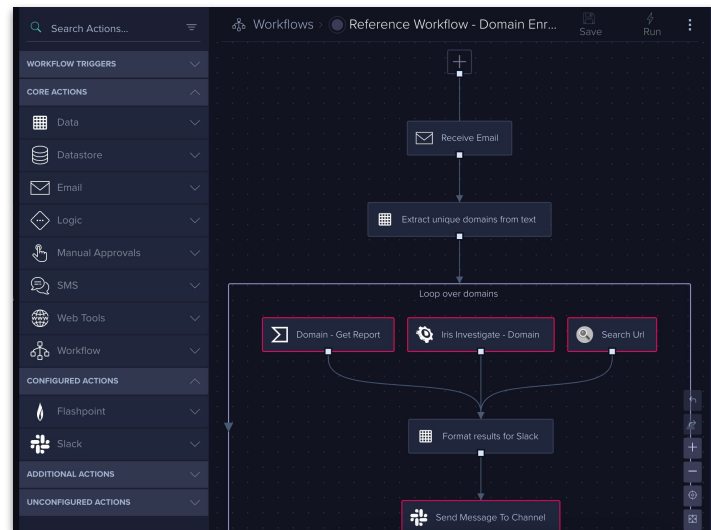 Search Actions...
Workflows > Reference Workflow - Domain Enr...
Save
Run
WORKFLOW TRIGGERS
CORE ACTIONS
Data
Datastore
Email
Logic
Manual Approvals
SMS
Web Tools
Workflow
CONFIGURED ACTIONS
Flashpoint
Slack
ADDITIONAL ACTIONS
UNCONFIGURED ACTIONS
Receive Email
Extract unique domains from text
Loop over domains
Domain - Get Report
Iris Investigate - Domain
Search Url
Format results for Slack
Send Message To Channel